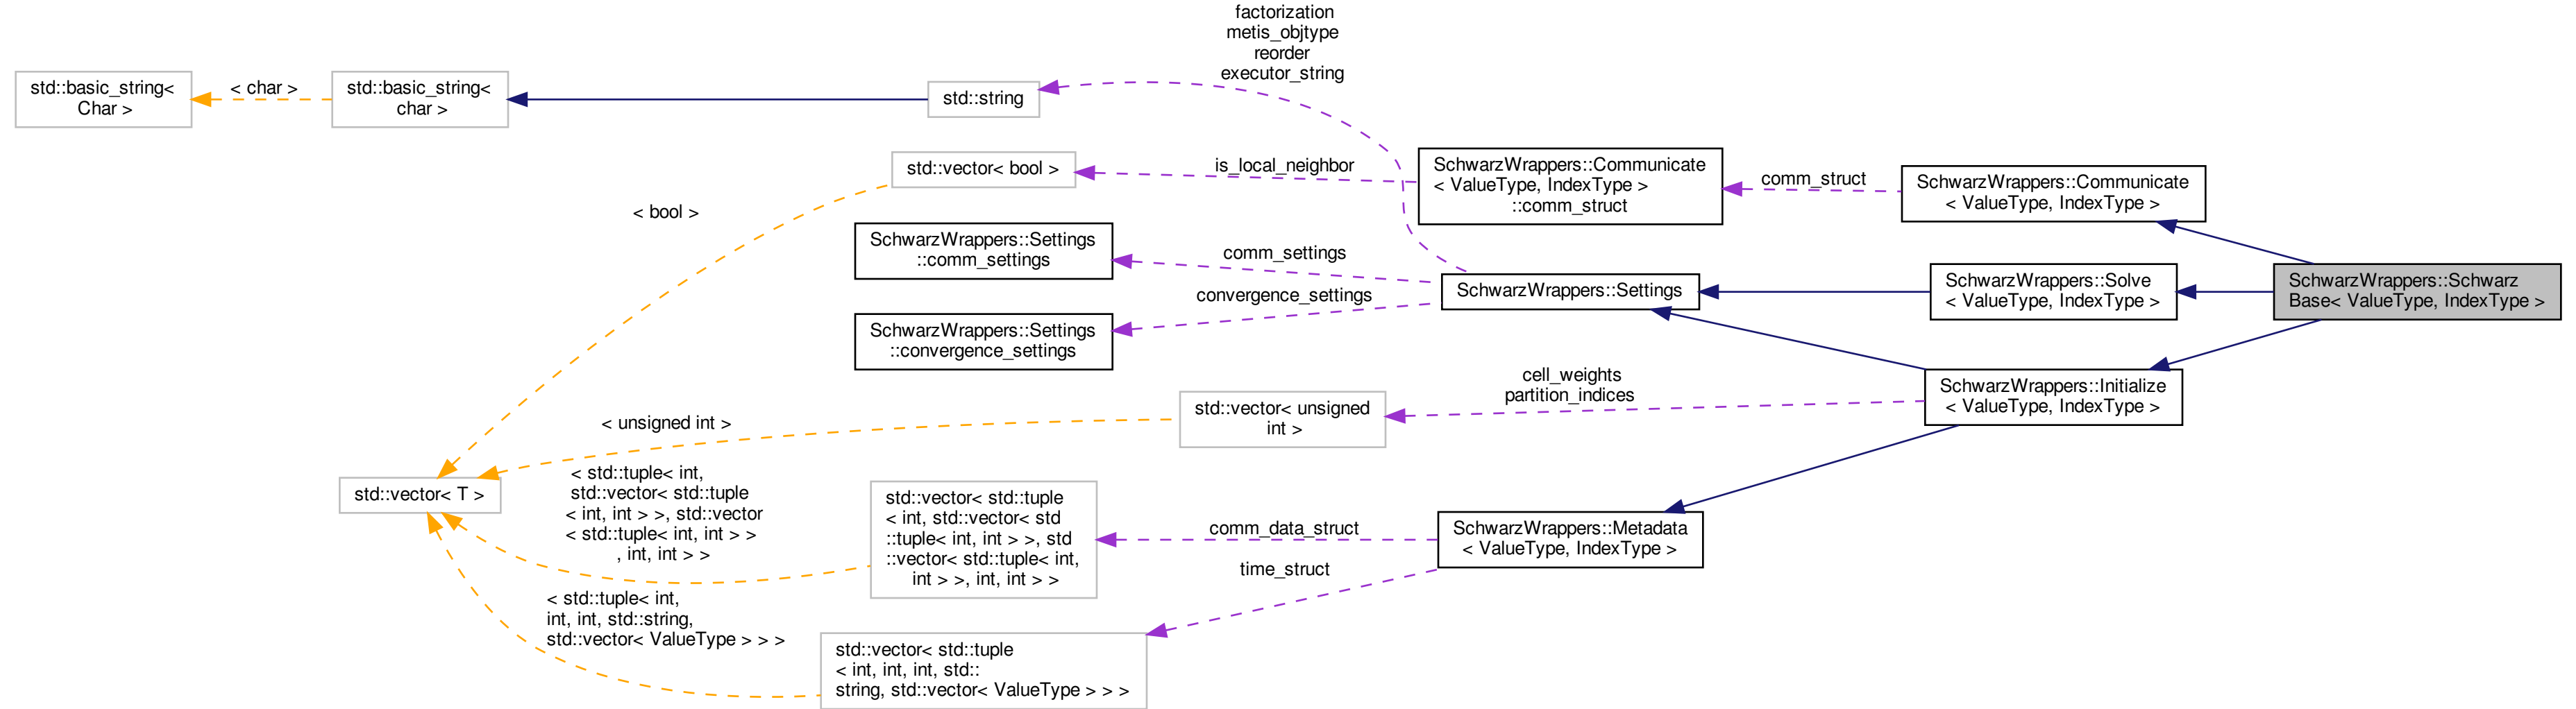 factorization
metis_objtype
reorder
executor_string
std::basic_string<
Char >
< char >
std::basic_string<
char >
std::string
std::vector< bool >
is_local_neighbor
SchwarzWrappers::Communicate
< ValueType, IndexType >
::comm_struct
comm_struct
SchwarzWrappers::Communicate
< ValueType, IndexType >
< bool >
SchwarzWrappers::Settings
::comm_settings
comm_settings
convergence_settings
SchwarzWrappers::Settings
SchwarzWrappers::Solve
< ValueType, IndexType >
SchwarzWrappers::Schwarz
Base< ValueType, IndexType >
SchwarzWrappers::Settings
::convergence_settings
cell_weights
partition_indices
SchwarzWrappers::Initialize
< ValueType, IndexType >
std::vector< unsigned
int >
< unsigned int >
std::vector< T >
< std::tuple< int,
std::vector< std::tuple
< int, int > >, std::vector
< std::tuple< int, int > >
, int, int > >
std::vector< std::tuple
< int, std::vector< std
::tuple< int, int > >, std
::vector< std::tuple< int,
int > >, int, int > >
comm_data_struct
SchwarzWrappers::Metadata
< ValueType, IndexType >
time_struct
< std::tuple< int,
int, int, std::string,
std::vector< ValueType > > >
std::vector< std::tuple
< int, int, int, std::
string, std::vector< ValueType > > >